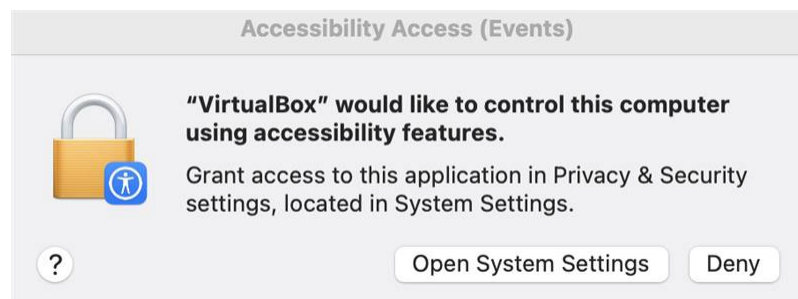 Accessibility Access (Events)
“VirtualBox” would like to control this computer
using accessibility features.
Grant access to this application in Privacy & Security
settings, located in System Settings.
?
Open System Settings
Deny